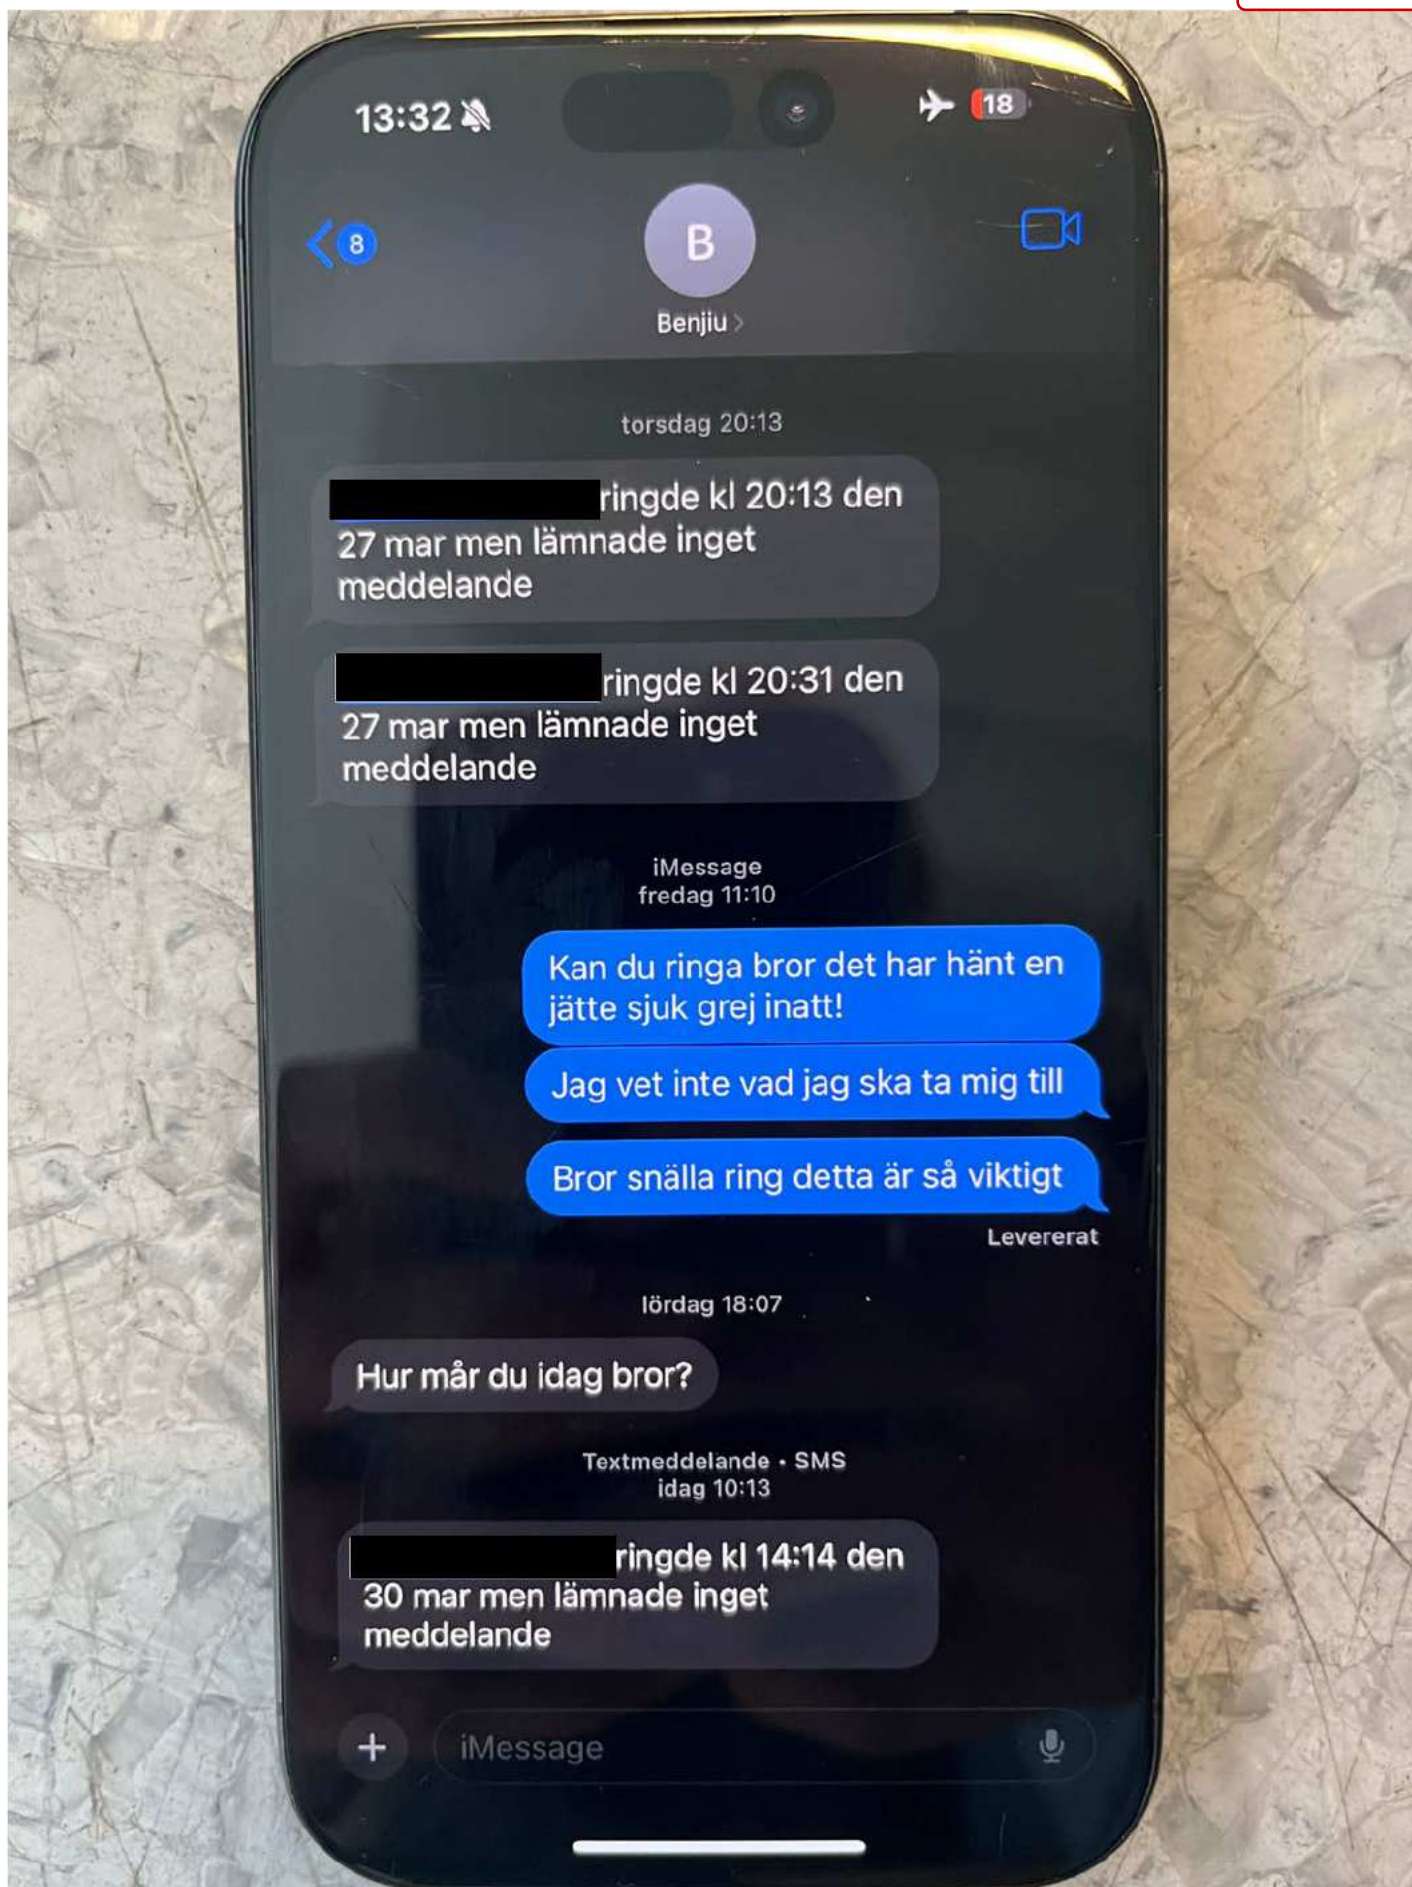 13:32
18
8
B
Benjiu
torsdag 20:13
ringde kl 20:13 den
27 mar men lämnade inget
meddelande
ringde kl 20:31 den
27 mar men lämnade inget
meddelande
iMessage
fredag 11:10
Kan du ringa bror det har hänt en
jätte sjuk grej inatt!
Jag vet inte vad jag ska ta mig till
Bror snälla ring detta är så viktigt
Levererat
lördag 18:07
Hur mår du idag bror?
Textmeddelande • SMS
idag 10:13
ringde kl 14:14 den
30 mar men lämnade inget
meddelande
iMessage